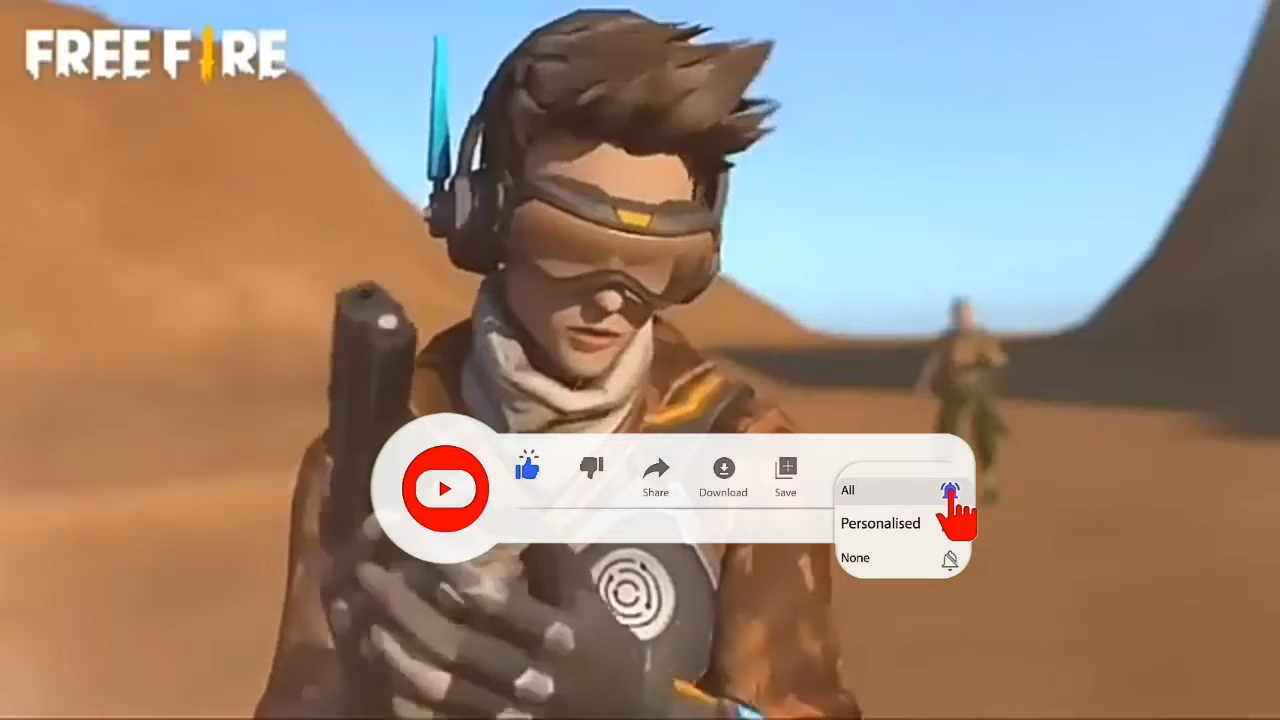 FREE FIRE
Share
Download
Save
All
Personalised
None